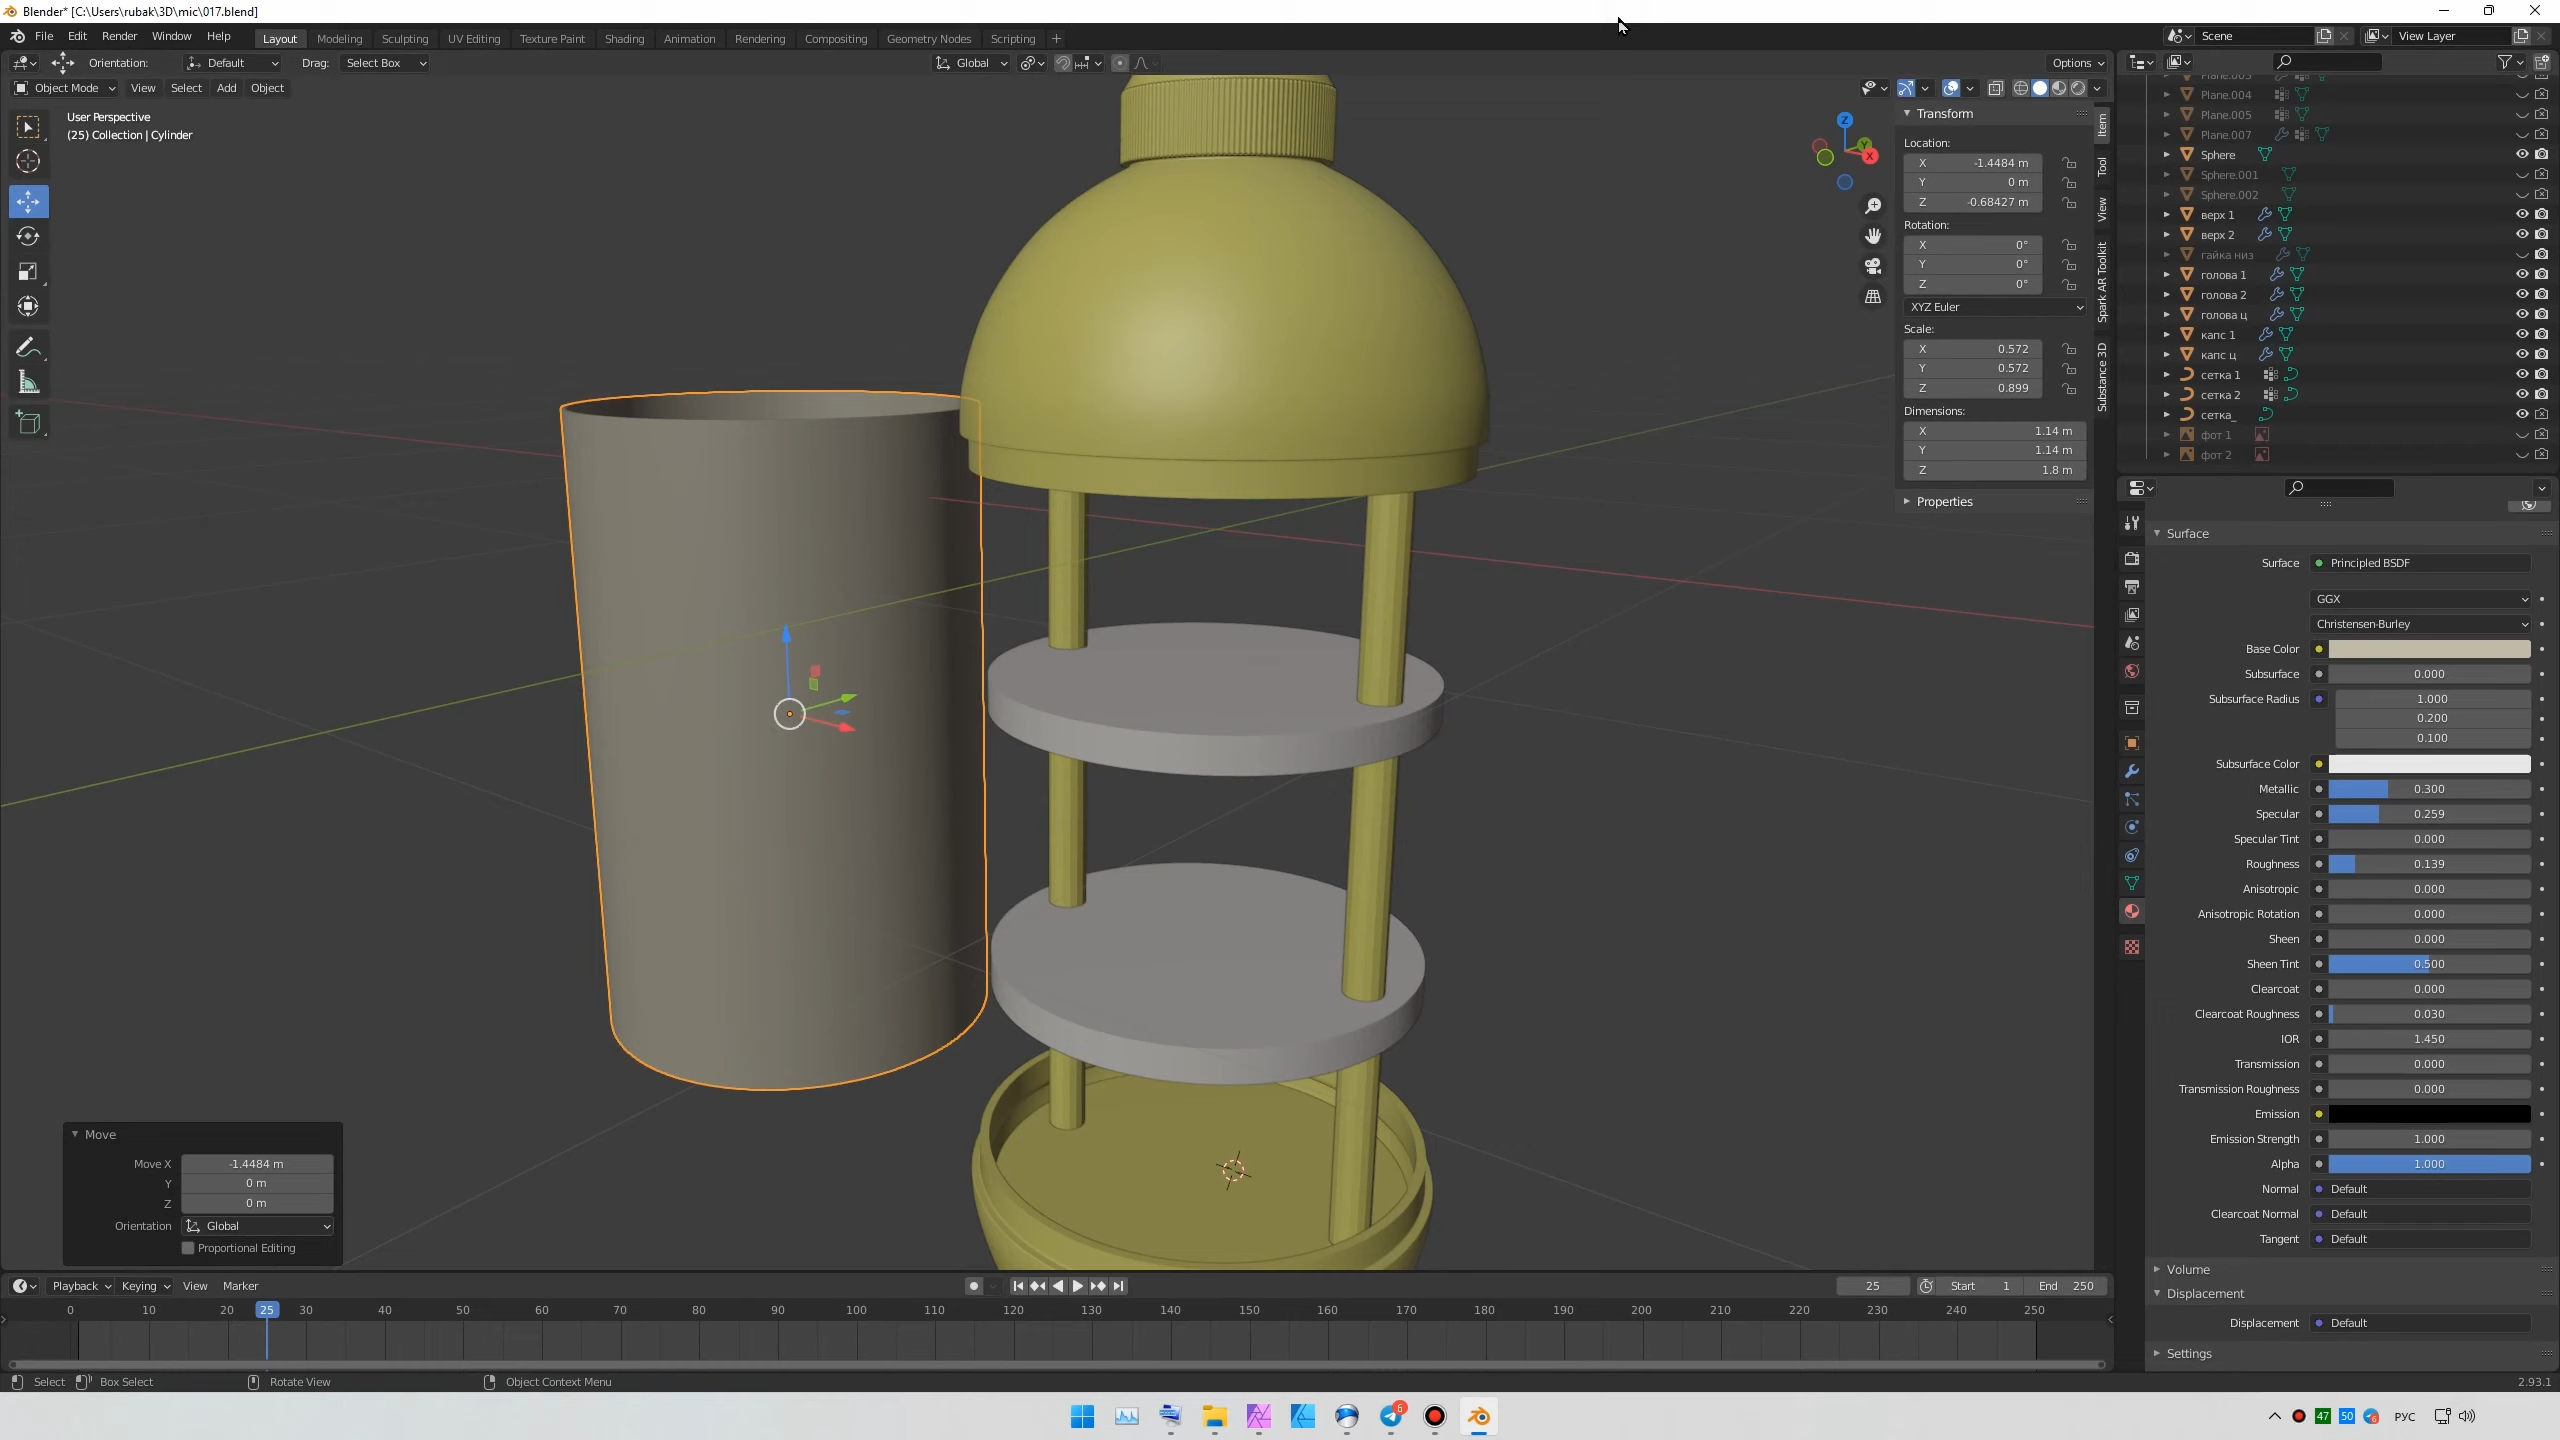 Blender* [C:\Users\rubak\3D\mic\017.blend]
File Edit Render Window Help
Layout Modeling Sculpting UV Editing Texture Paint Shading Animation Rendering Compositing Geometry Nodes Scripting +
Scene
View Layer
Orientation: Default Drag: Select Box
Global
Options
Object Mode View Select Add Object
User Perspective
(25) Collection | Cylinder
Transform
Location:
X -1.4484 m
Y 0 m
Z -0.68427 m
Rotation:
X 0°
Y 0°
Z 0°
XYZ Euler
Scale:
X 0.572
Y 0.572
Z 0.899
Dimensions:
X 1.14 m
Y 1.14 m
Z 1.8 m
Properties
Item
Tool
View
Spark AR Toolkit
Substance 3D
Z
Y
X
Plane.004
Plane.005
Plane.007
Sphere
Sphere.001
Sphere.002
верх 1
верх 2
гайка низ
голова 1
голова 2
голова ц
капс 1
капс ц
сетка 1
сетка 2
сетка_
фот 1
фот 2
Surface
Surface Principled BSDF
GGX
Christensen-Burley
Base Color
Subsurface 0.000
Subsurface Radius 1.000
0.200
0.100
Subsurface Color
Metallic 0.300
Specular 0.259
Specular Tint 0.000
Roughness 0.139
Anisotropic 0.000
Anisotropic Rotation 0.000
Sheen 0.000
Sheen Tint 0.500
Clearcoat 0.000
Clearcoat Roughness 0.030
IOR 1.450
Transmission 0.000
Transmission Roughness 0.000
Emission
Emission Strength 1.000
Alpha 1.000
Normal Default
Clearcoat Normal Default
Tangent Default
Volume
Displacement
Displacement Default
Settings
Move
Move X -1.4484 m
Y 0 m
Z 0 m
Orientation Global
Proportional Editing
Playback Keying View Marker
25 Start 1 End 250
0 10 20 25 30 40 50 60 70 80 90 100 110 120 130 140 150 160 170 180 190 200 210 220 230 240 250
Select Box Select Rotate View Object Context Menu
2.93.1
6
47 50 6 РУС